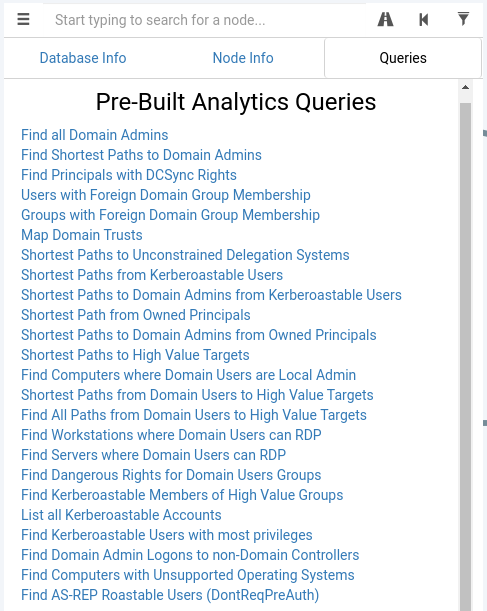 Start typing to search for a node...
Database Info
Node Info
Queries
Pre-Built Analytics Queries
Find all Domain Admins
Find Shortest Paths to Domain Admins
Find Principals with DCSync Rights
Users with Foreign Domain Group Membership
Groups with Foreign Domain Group Membership
Map Domain Trusts
Shortest Paths to Unconstrained Delegation Systems
Shortest Paths from Kerberoastable Users
Shortest Paths to Domain Admins from Kerberoastable Users
Shortest Path from Owned Principals
Shortest Paths to Domain Admins from Owned Principals
Shortest Paths to High Value Targets
Find Computers where Domain Users are Local Admin
Shortest Paths from Domain Users to High Value Targets
Find All Paths from Domain Users to High Value Targets
Find Workstations where Domain Users can RDP
Find Servers where Domain Users can RDP
Find Dangerous Rights for Domain Users Groups
Find Kerberoastable Members of High Value Groups
List all Kerberoastable Accounts
Find Kerberoastable Users with most privileges
Find Domain Admin Logons to non-Domain Controllers
Find Computers with Unsupported Operating Systems
Find AS-REP Roastable Users (DontReqPreAuth)